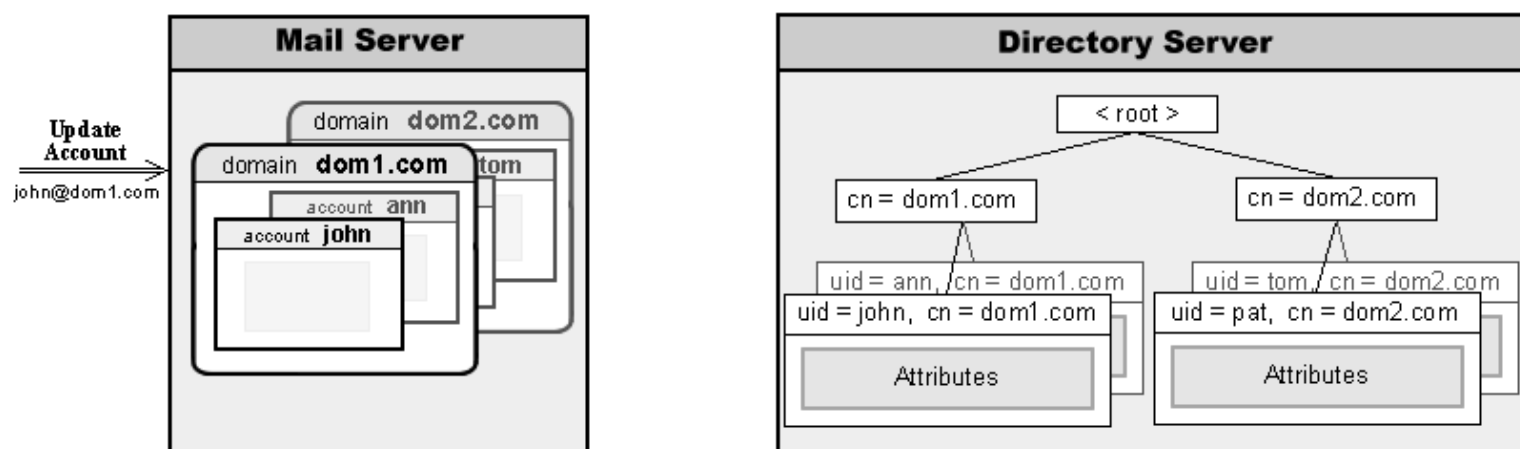 Mail Server
Update
Account
john@dom1.com
domain dom2.com
tom
domain dom1.com
account ann
account john
Directory Server
< root >
cn = dom1.com
cn = dom2.com
uid = ann, cn = dom1.com
uid = john, cn = dom1.com
Attributes
uid = tom, cn = dom2.com
uid = pat, cn = dom2.com
Attributes